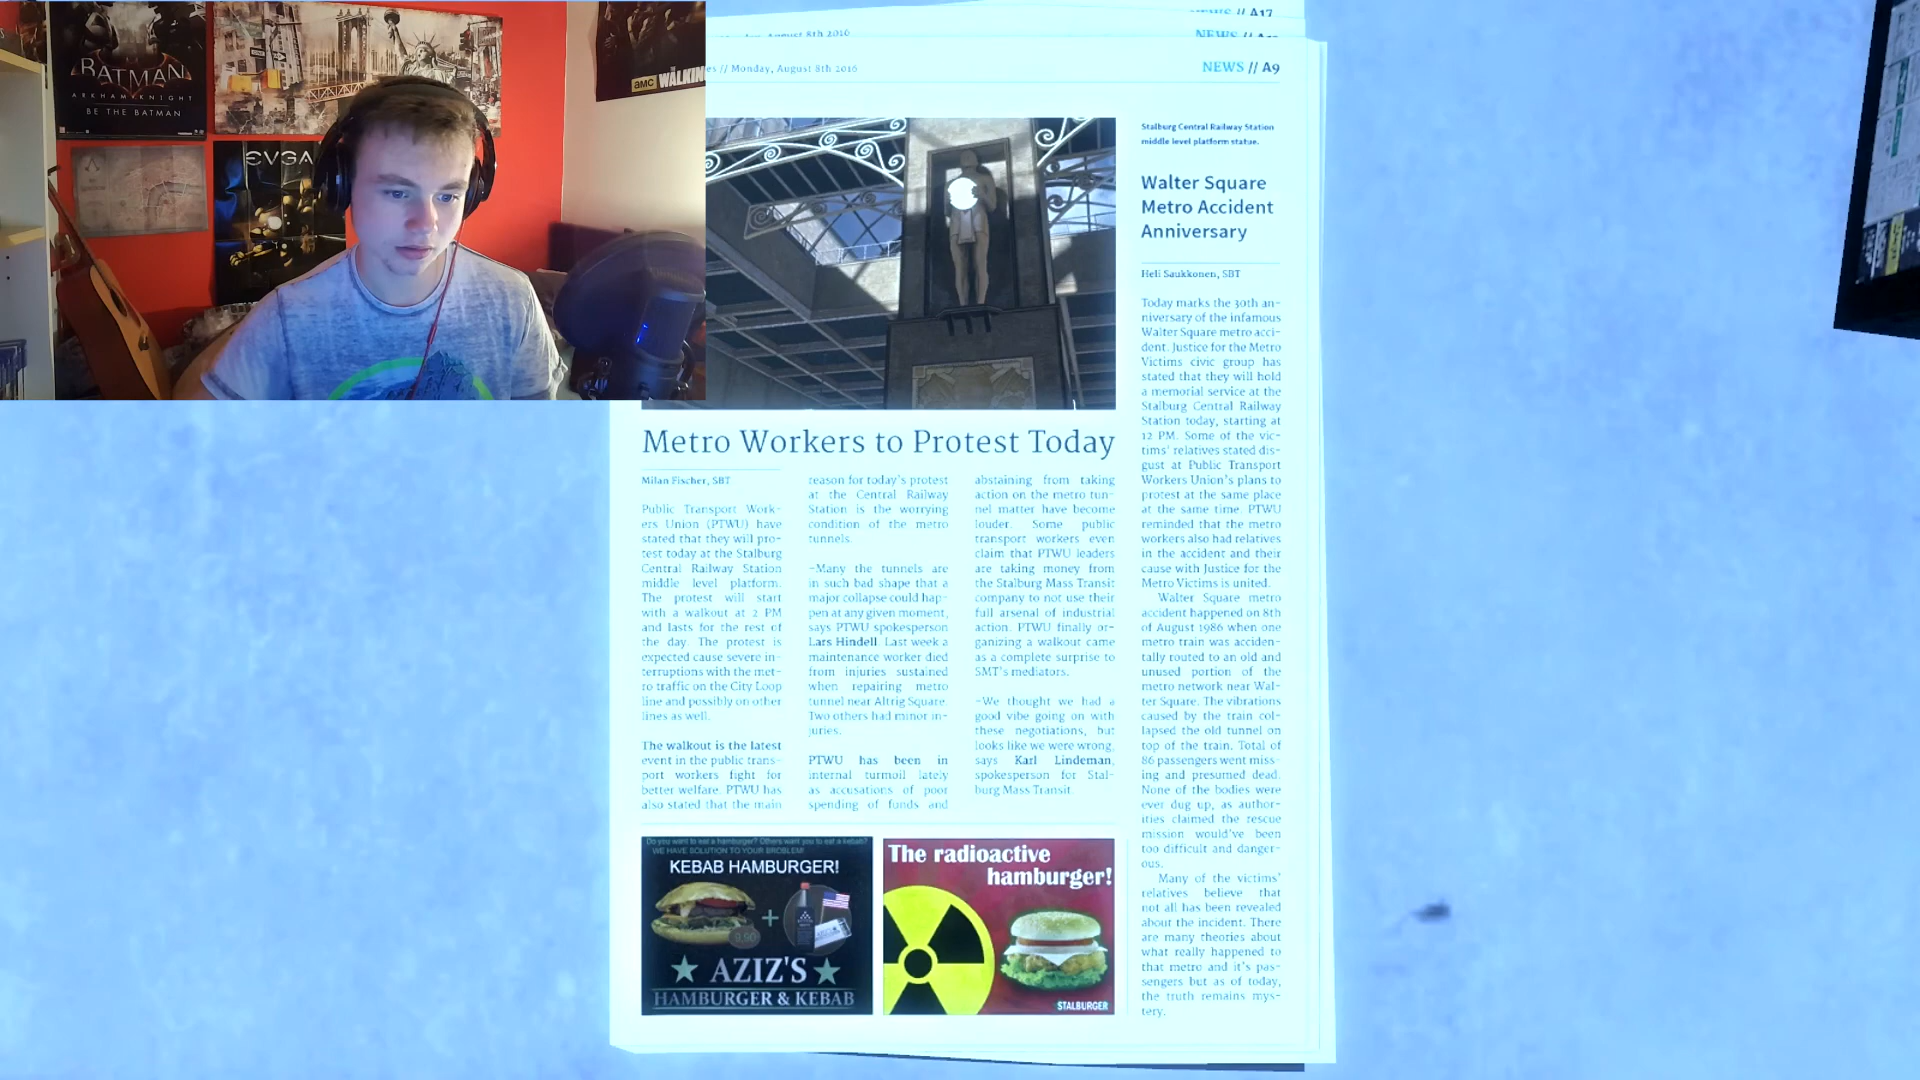 BATMAN
ARKHAM KNIGHT
BE THE BATMAN
EVGA
amc
WALKIN
NEWS // A17
August 8th 2016
NEWS //
es // Monday, August 8th 2016
NEWS // A9
Stalburg Central Railway Station
middle level platform statue.
Walter Square
Metro Accident
Anniversary
Heli Saukkonen, SBT
Today marks the 30th an-
niversary of the infamous
Walter Square metro acci-
dent. Justice for the Metro
Victims civic group has
stated that they will hold
a memorial service at the
Stalburg Central Railway
Station today, starting at
12 PM. Some of the vic-
tims' relatives stated dis-
gust at Public Transport
Workers Union's plans to
protest at the same place
at the same time. PTWU
reminded that the metro
workers also had relatives
in the accident and their
cause with Justice for the
Metro Victims is united.
Walter Square metro
accident happened on 8th
of August 1986 when one
metro train was acciden-
tally routed to an old and
unused portion of the
metro network near Wal-
ter Square. The vibrations
caused by the train col-
lapsed the old tunnel on
top of the train. Total of
86 passengers went miss-
ing and presumed dead.
None of the bodies were
ever dug up, as author-
ities claimed the rescue
mission would've been
too difficult and danger-
ous.
Many of the victims'
relatives believe that
not all has been revealed
about the incident. There
are many theories about
what really happened to
that metro and it's pas-
sengers but as of today,
the truth remains mys-
tery.
Metro Workers to Protest Today
Milan Fischer, SBT
Public Transport Work-
ers Union (PTWU) have
stated that they will pro-
test today at the Stalburg
Central Railway Station
middle level platform.
The protest will start
with a walkout at 2 PM
and lasts for the rest of
the day. The protest is
expected cause severe in-
terruptions with the met-
ro traffic on the City Loop
line and possibly on other
lines as well.
The walkout is the latest
event in the public trans-
port workers fight for
better welfare. PTWU has
also stated that the main
reason for today's protest
at the Central Railway
Station is the worrying
condition of the metro
tunnels.
-Many the tunnels are
in such bad shape that a
major collapse could hap-
pen at any given moment,
says PTWU spokesperson
Lars Hindell. Last week a
maintenance worker died
from injuries sustained
when repairing metro
tunnel near Altrig Square.
Two others had minor in-
juries.
PTWU has been in
internal turmoil lately
as accusations of poor
spending of funds and
abstaining from taking
action on the metro tun-
nel matter have become
louder. Some public
transport workers even
claim that PTWU leaders
are taking money from
the Stalburg Mass Transit
company to not use their
full arsenal of industrial
action. PTWU finally or-
ganizing a walkout came
as a complete surprise to
SMT's mediators.
-We thought we had a
good vibe going on with
these negotiations, but
looks like we were wrong,
says Karl Lindeman,
spokesperson for Stal-
burg Mass Transit.
Do you want to eat a hamburger? Others want you to eat a kebab?
WE HAVE SOLUTION TO YOUR PROBLEM!
KEBAB HAMBURGER!
9,90
+
AZIZ'S
HAMBURGER & KEBAB
The radioactive
hamburger!
STALBURGER